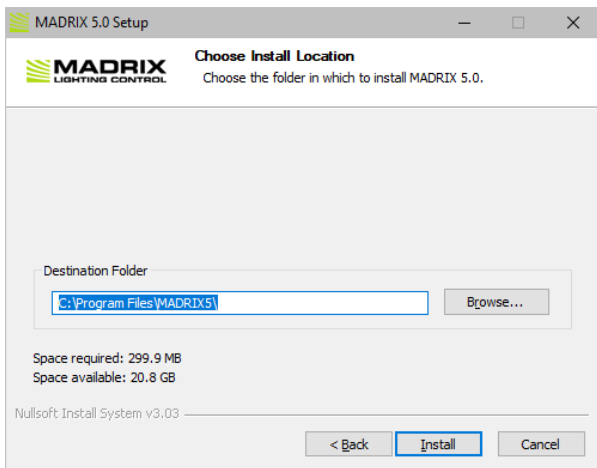 MADRIX 5.0 Setup
MADRIX
LIGHTING CONTROL
Choose Install Location
Choose the folder in which to install MADRIX 5.0.
Destination Folder
C:\Program Files\MADRIX5\
Browse...
Space required: 299.9 MB
Space available: 20.8 GB
Nullsoft Install System v3.03
< Back
Install
Cancel